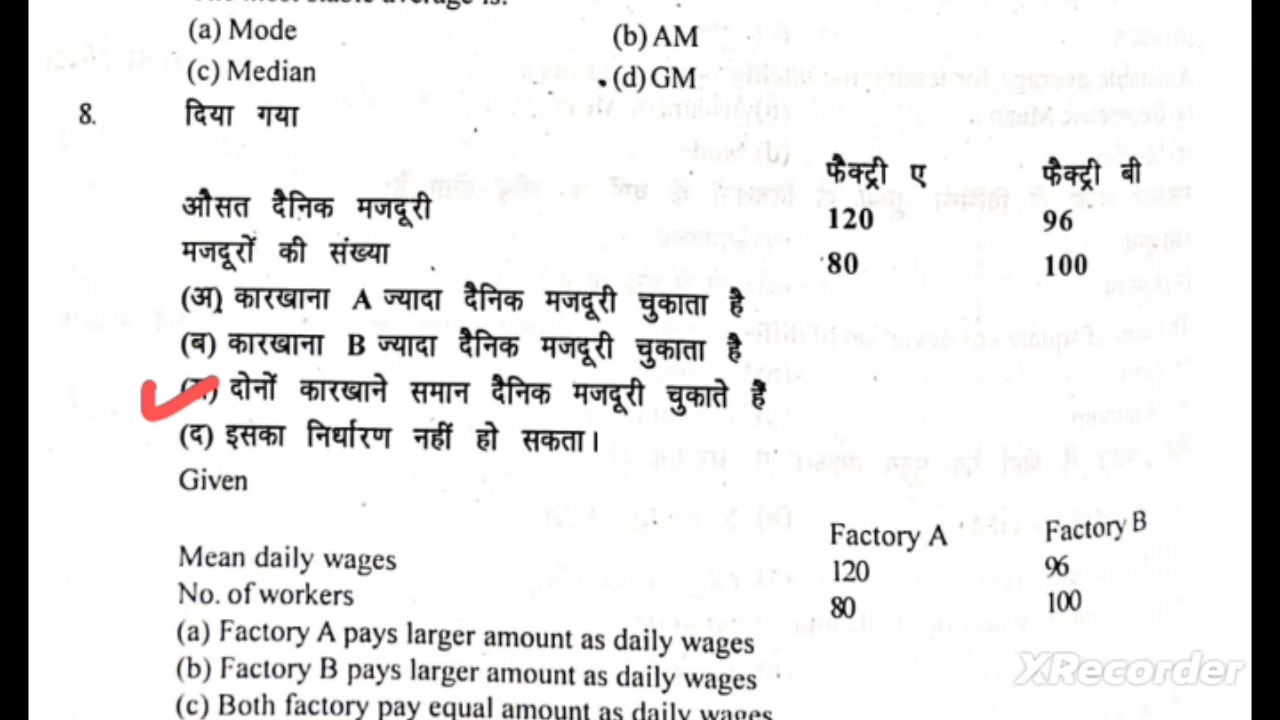 (a) Mode (b) AM
(c) Median (d) GM
8. दिया गया
फैक्ट्री ए फैक्ट्री बी
औसत दैनिक मजदूरी 120 96
मजदूरों की संख्या 80 100
(अ) कारखाना A ज्यादा दैनिक मजदूरी चुकाता है
(ब) कारखाना B ज्यादा दैनिक मजदूरी चुकाता है
दोनों कारखाने समान दैनिक मजदूरी चुकाते हैं
(द) इसका निर्धारण नहीं हो सकता।
Given
Factory A Factory B
Mean daily wages 120 96
No. of workers 80 100
(a) Factory A pays larger amount as daily wages
(b) Factory B pays larger amount as daily wages
(c) Both factory pay equal amount as daily wages
XRecorder